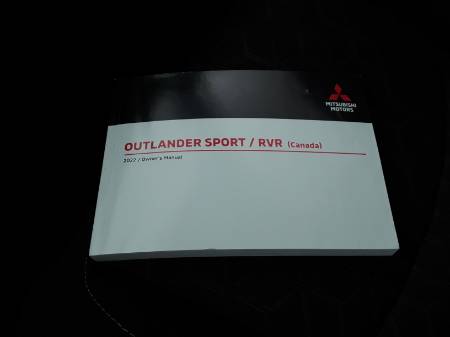 MITSUBISHI
MOTORS
OUTLANDER SPORT / RVR (Canada)
2022 / Owner's Manual